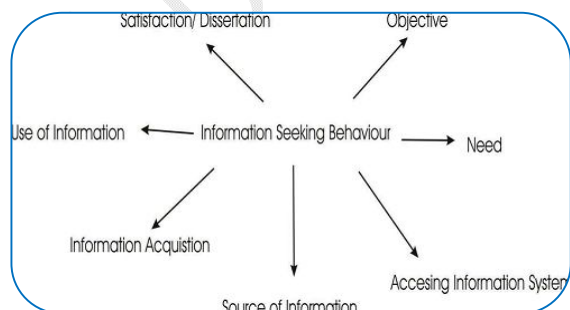 Satisfaction/ Dissertation
Objective
Use of Information
Information Seeking Behaviour
Need
Information Acquistion
Accesing Information System
Source of Information